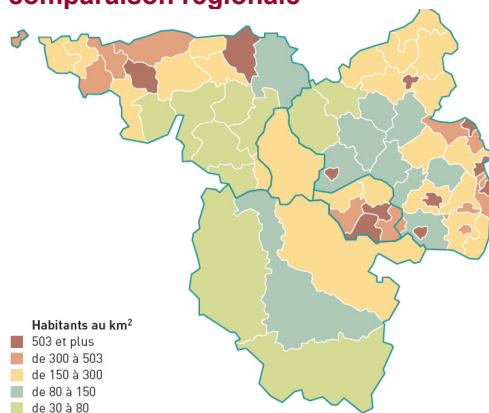 comparaison régionale
Habitants au km²
503 et plus
de 300 à 503
de 150 à 300
de 80 à 150
de 30 à 80